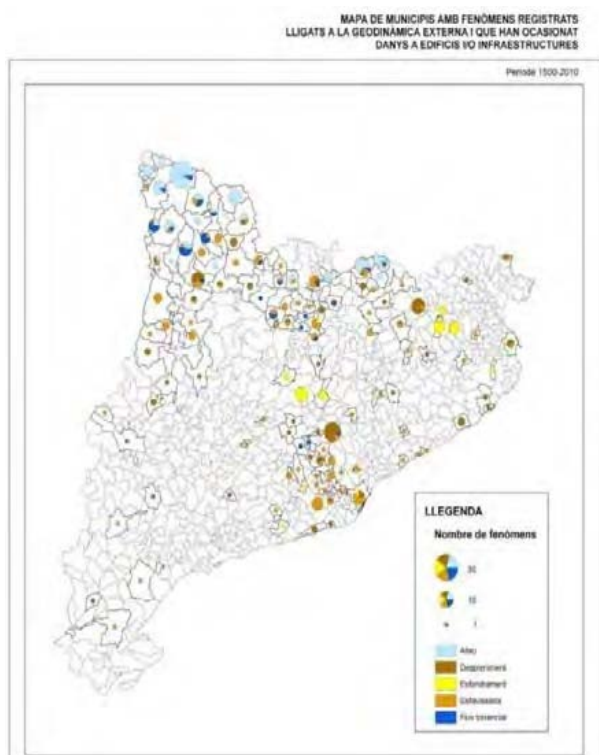 MAPA DE MUNICIPIS AMB FENÒMENS REGISTRATS
LLIGATS A LA GEODINÀMICA EXTERNA I QUE HAN OCASIONAT
DANYS A EDIFICIS I/O INFRAESTRUCTURES
Període 1500-2010
LLEGENDA
Nombre de fenòmens
30
10
1
Allau
Despreniment
Esfondrament
Esllavissada
Flux torrencial